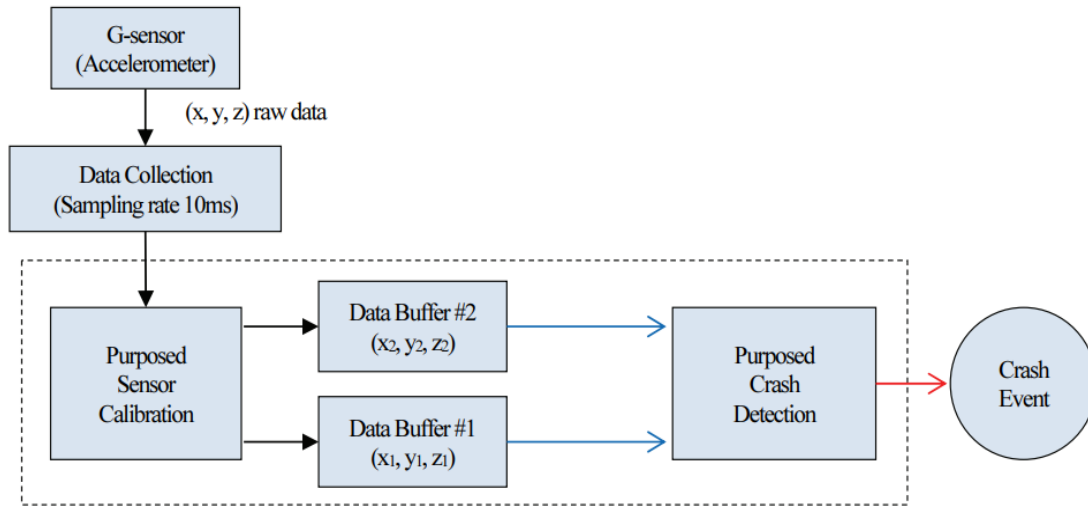 G-sensor
(Accelerometer)
(x, y, z) raw data
Data Collection
(Sampling rate 10ms)
Purposed
Sensor
Calibration
Data Buffer #2
(x₂, y₂, z₂)
Data Buffer #1
(x₁, y₁, z₁)
Purposed
Crash
Detection
Crash
Event